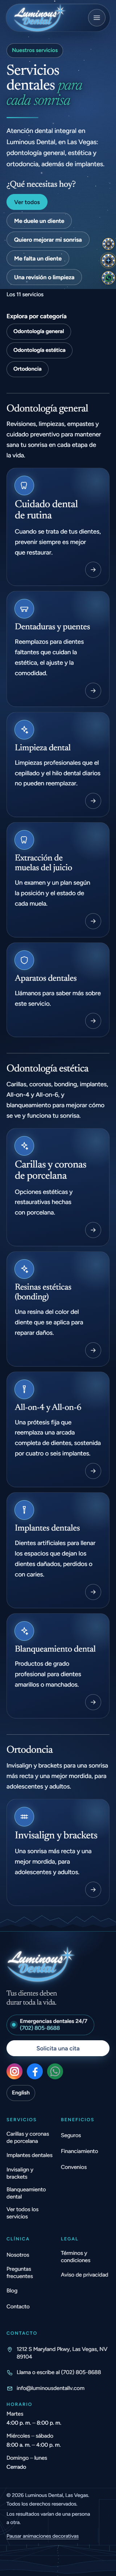 Luminous
Dental
Nuestros servicios
Servicios
dentales para
cada sonrisa
Atención dental integral en
Luminous Dental, en Las Vegas:
odontología general, estética y
ortodoncia, además de implantes.
¿Qué necesitas hoy?
Ver todos
Me duele un diente
Quiero mejorar mi sonrisa
Me falta un diente
Una revisión o limpieza
Los 11 servicios
Explora por categoría
Odontología general
Odontología estética
Ortodoncia
Odontología general
Revisiones, limpiezas, empastes y
cuidado preventivo para mantener
una tu sonrisa en cada etapa de
la vida.
Cuidado dental
de rutina
Cuando se trata de tus dientes,
prevenir siempre es mejor
que restaurar.
Dentaduras y puentes
Reemplazos para dientes
faltantes que cuidan la
estética, el ajuste y la
comodidad.
Limpieza dental
Limpiezas profesionales que el
cepillado y el hilo dental diarios
no pueden reemplazar.
Extracción de
muelas del juicio
Un examen y un plan según
la posición y el estado de
cada muela.
Aparatos dentales
Llámanos para saber más sobre
este servicio.
Odontología estética
Carillas, coronas, bonding, implantes,
All-on-4 y All-on-6, y
blanqueamiento para mejorar cómo
se ve y funciona tu sonrisa.
Carillas y coronas
de porcelana
Opciones estéticas y
restaurativas hechas
con porcelana.
Resinas estéticas
(bonding)
Una resina del color del
diente que se aplica para
reparar daños.
All-on-4 y All-on-6
Una prótesis fija que
reemplaza una arcada
completa de dientes, sostenida
por cuatro o seis implantes.
Implantes dentales
Dientes artificiales para llenar
los espacios que dejan los
dientes dañados, perdidos o
con caries.
Blanqueamiento dental
Productos de grado
profesional para dientes
amarillos o manchados.
Ortodoncia
Invisalign y brackets para una sonrisa
más recta y una mejor mordida, para
adolescentes y adultos.
Invisalign y brackets
Una sonrisa más recta y una
mejor mordida, para
adolescentes y adultos.
Luminous
Dental
Tus dientes deben
durar toda la vida.
Emergencias dentales 24/7
(702) 805-8688
Solicita una cita
English
SERVICIOS
Carillas y coronas
de porcelana
Implantes dentales
Invisalign y
brackets
Blanqueamiento
dental
Ver todos los
servicios
BENEFICIOS
Seguros
Financiamiento
Convenios
CLÍNICA
Nosotros
Preguntas
frecuentes
Blog
Contacto
LEGAL
Términos y
condiciones
Aviso de privacidad
CONTACTO
1212 S Maryland Pkwy, Las Vegas, NV
89104
Llama o escribe al (702) 805-8688
info@luminousdentallv.com
HORARIO
Martes
4:00 p. m. – 8:00 p. m.
Miércoles – sábado
8:00 a. m. – 4:00 p. m.
Domingo – lunes
Cerrado
© 2026 Luminous Dental, Las Vegas.
Todos los derechos reservados.
Los resultados varían de una persona
a otra.
Pausar animaciones decorativas